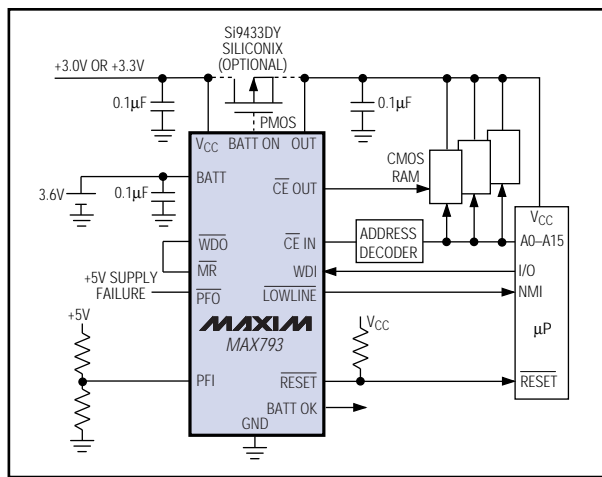 Si9433DY
SILICONIX
(OPTIONAL)
+3.0V OR +3.3V
0.1µF
0.1µF
PMOS
VCC
BATT ON
OUT
BATT
3.6V
0.1µF
CE OUT
CMOS
RAM
VCC
WDO
CE IN
ADDRESS
DECODER
A0–A15
MR
WDI
I/O
+5V SUPPLY
FAILURE
PFO
LOWLINE
NMI
MAXIM
MAX793
µP
+5V
VCC
PFI
RESET
RESET
BATT OK
GND